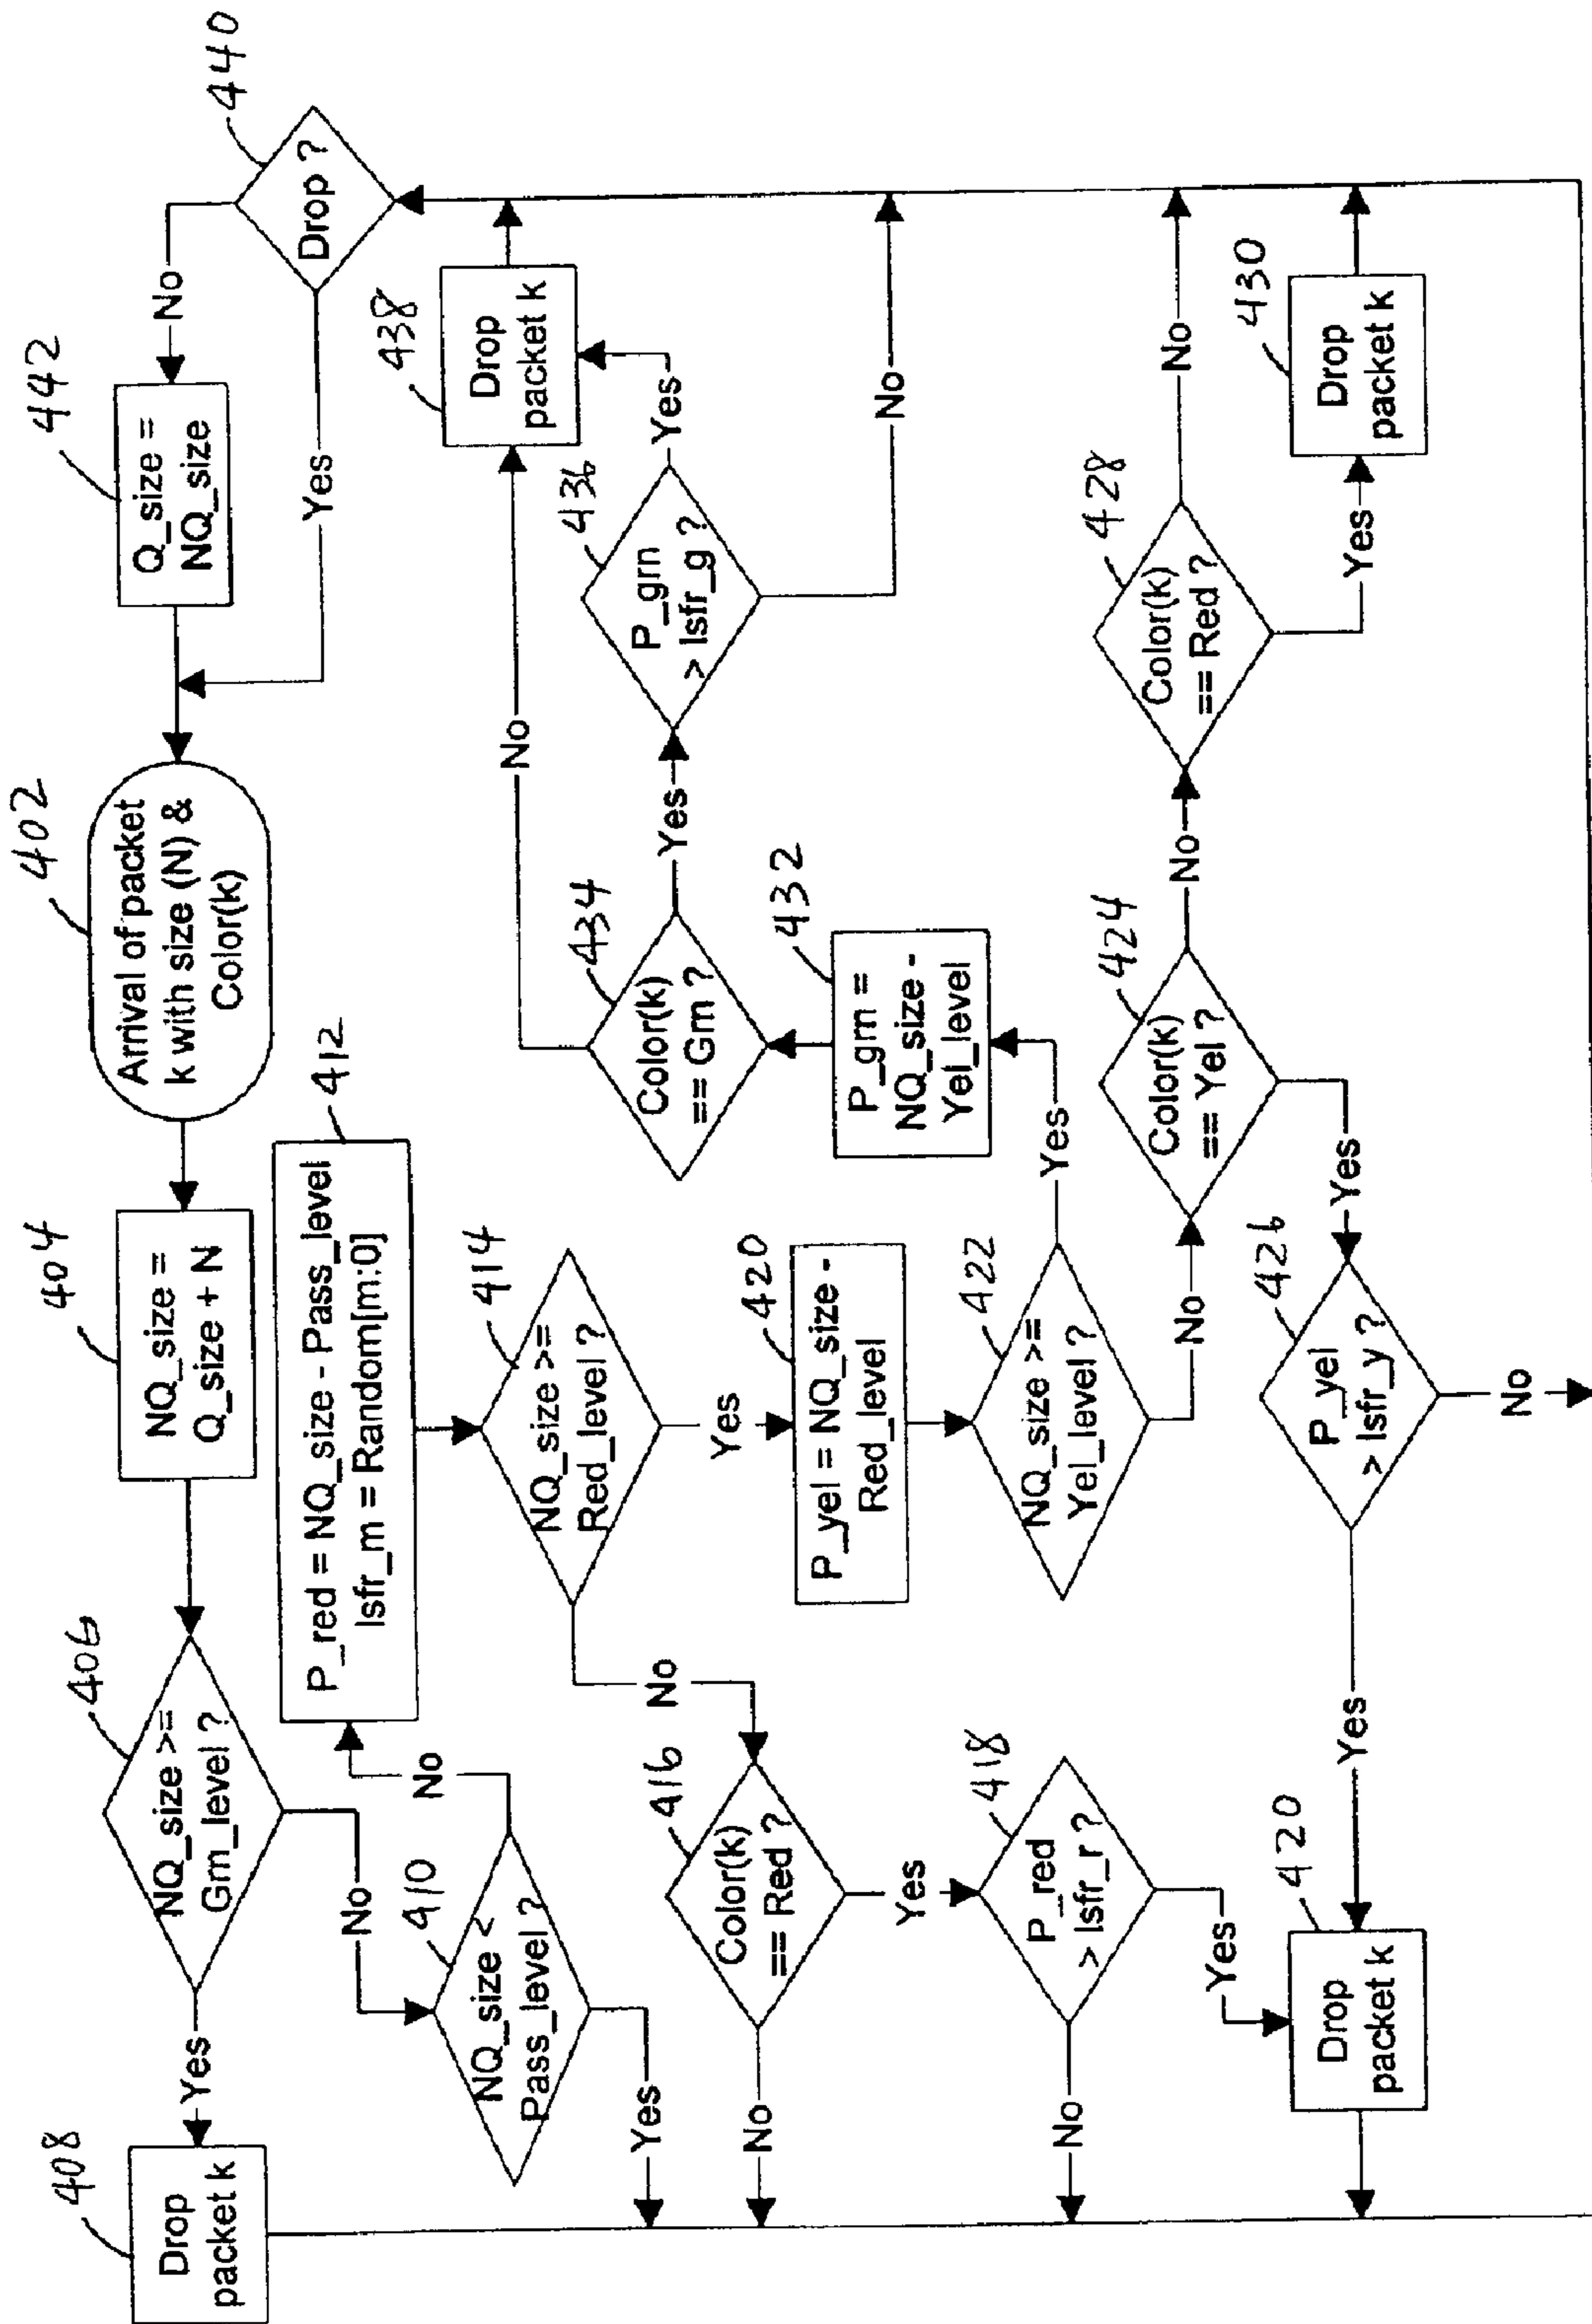 402
Arrival of packet
k with size (N) &
Color(k)
404
NQ_size =
Q_size + N
406
NQ_size >=
Grn_level ?
Yes
408
Drop
packet k
No
410
NQ_size <
Pass_level ?
Yes
No
412
P_red = NQ_size - Pass_level
lsfr_m = Random[m:0]
414
NQ_size >=
Red_level ?
No
416
Color(k)
== Red ?
No
Yes
418
P_red
> lsfr_r ?
No
Yes
420
Drop
packet k
Yes
420
P_yel = NQ_size -
Red_level
422
NQ_size >=
Yel_level ?
No
424
Color(k)
== Yel ?
Yes
426
P_yel
> lsfr_y ?
Yes
No
No
428
Color(k)
== Red ?
No
Yes
430
Drop
packet k
Yes
432
P_grn =
NQ_size -
Yel_level
434
Color(k)
== Grn ?
No
Yes
436
P_grn
> lsfr_g ?
Yes
No
438
Drop
packet k
440
Drop ?
Yes
No
442
Q_size =
NQ_size